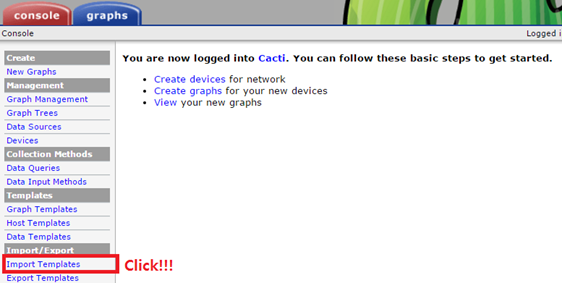 console
graphs
Console
Logged i
Create
New Graphs
Management
Graph Management
Graph Trees
Data Sources
Devices
Collection Methods
Data Queries
Data Input Methods
Templates
Graph Templates
Host Templates
Data Templates
Import/Export
Import Templates
Export Templates
You are now logged into Cacti. You can follow these basic steps to get started.
Create devices for network
Create graphs for your new devices
View your new graphs
Click!!!